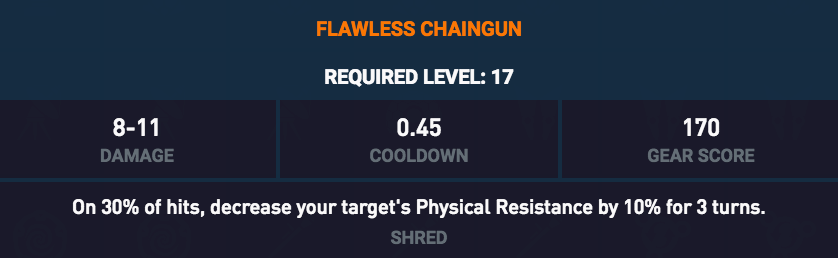 FLAWLESS CHAINGUN
REQUIRED LEVEL: 17
8-11 0.45 170
DAMAGE COOLDOWN GEAR SCORE
On 30% of hits, decrease your target's Physical Resistance by 10% for 3 turns.
SHRED